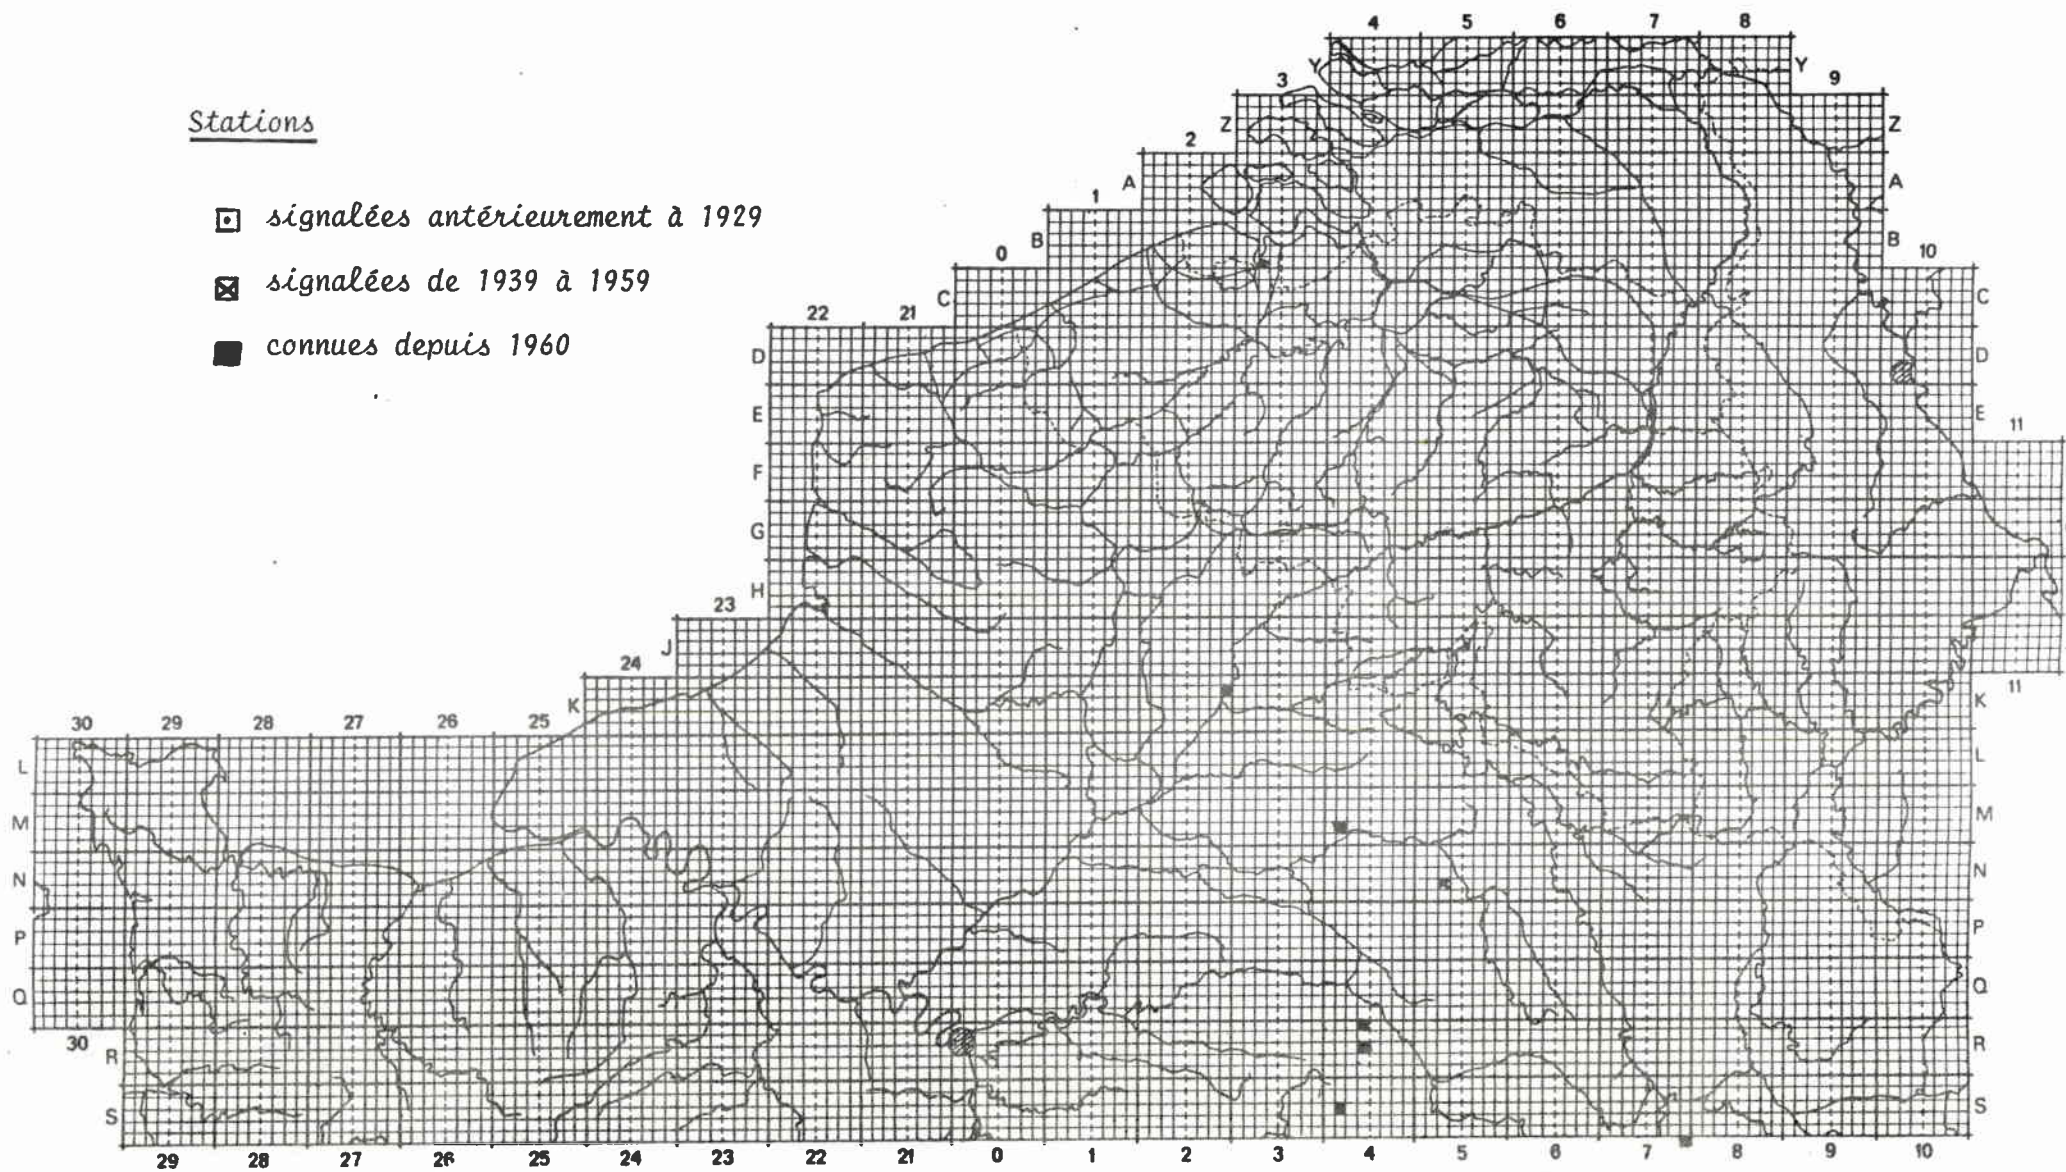 Stations
signalées antérieurement à 1929
signalées de 1939 à 1959
connues depuis 1960
4 5 6 7 8
Y Y
3 9
Z Z
2
A A
1
B B
0 10
C C
22 21
D D
E E
11
F
G
H
23
J
24
K K
11
30 29 28 27 26 25
L L
M M
N N
P P
Q Q
30
R R
S S
29 28 27 26 25 24 23 22 21 0 1 2 3 4 5 6 7 8 9 10